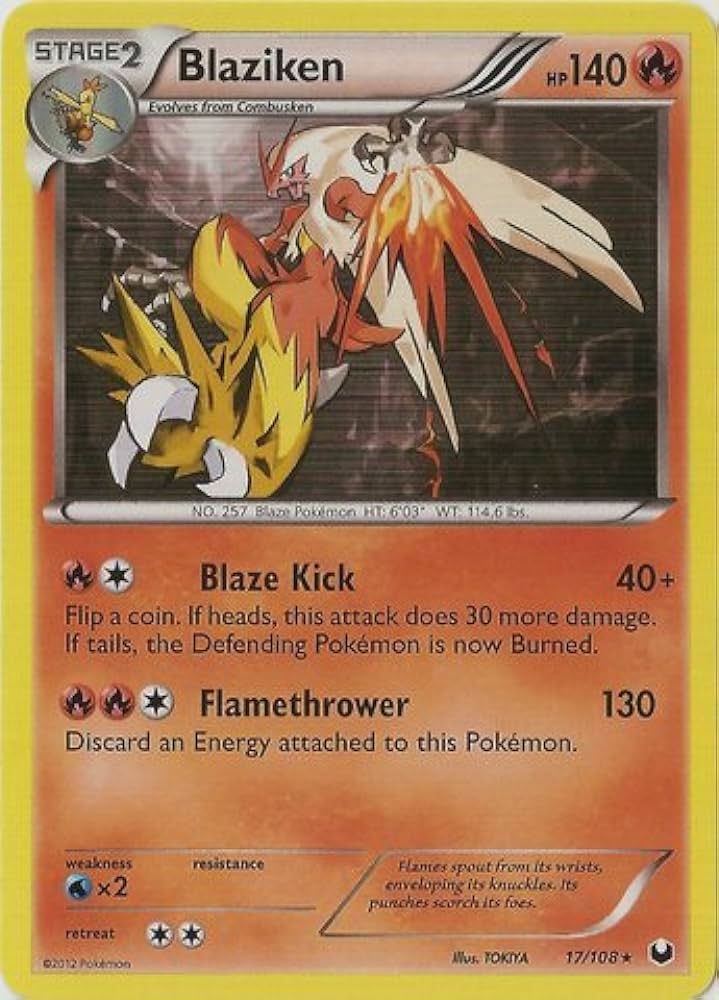 STAGE2 Blaziken HP140
Evolves from Combusken
NO. 257 Blaze Pokémon HT: 6'03" WT: 114.6 lbs.
Blaze Kick 40+
Flip a coin. If heads, this attack does 30 more damage.
If tails, the Defending Pokémon is now Burned.
Flamethrower 130
Discard an Energy attached to this Pokémon.
weakness resistance
×2
Flames spout from its wrists,
enveloping its knuckles. Its
punches scorch its foes.
retreat
©2012 Pokémon
Illus. TOKIYA 17/108 ★